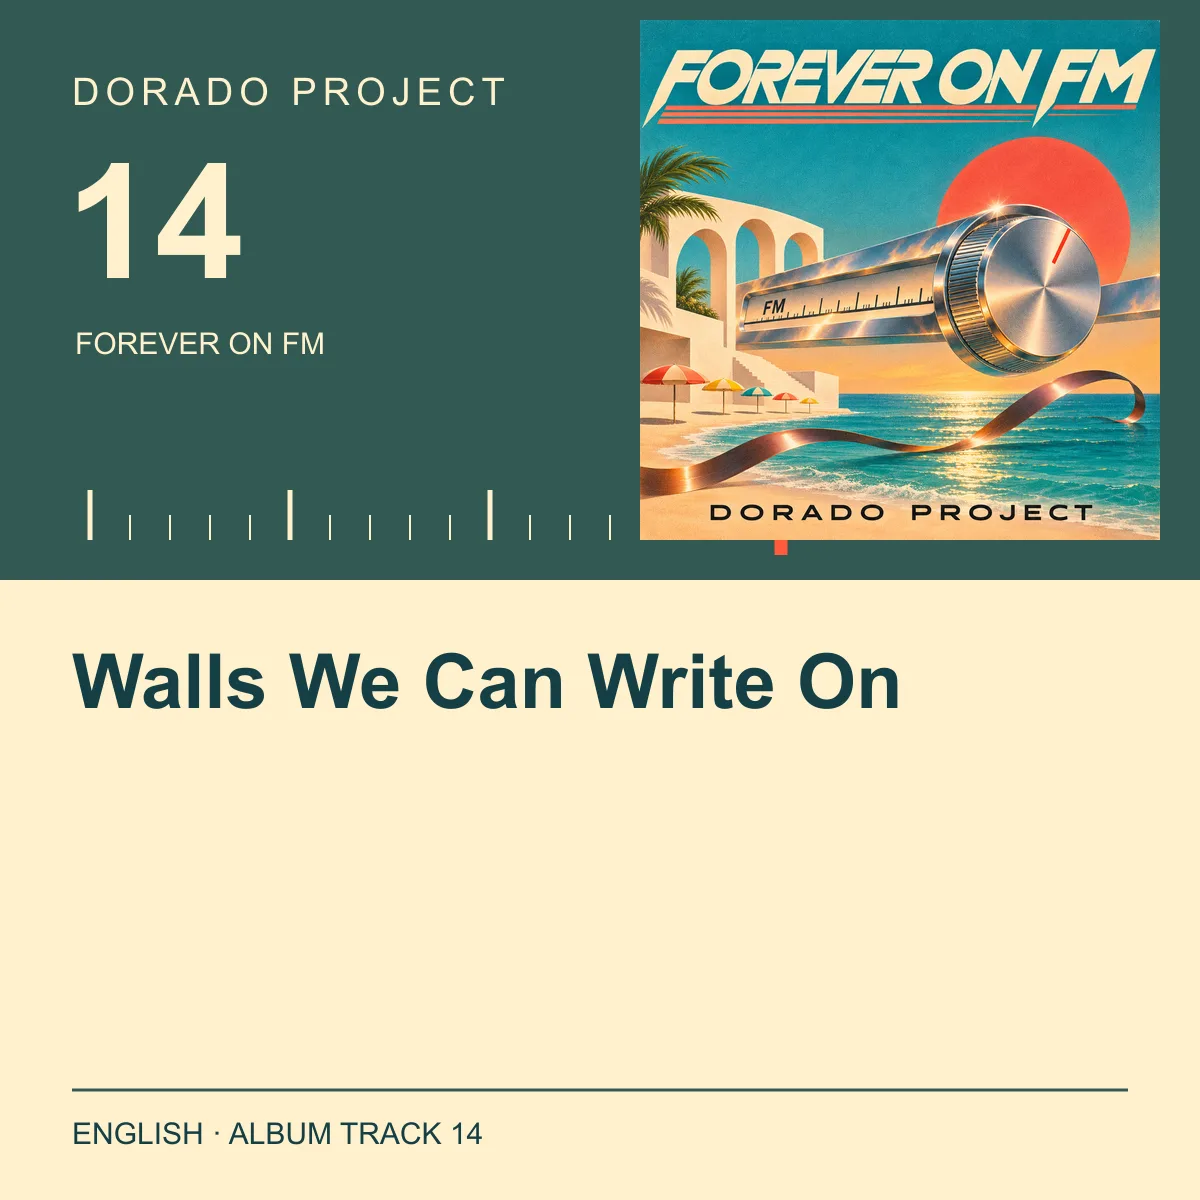 DORADO PROJECT
14
FOREVER ON FM
FOREVER ON FM
FM
DORADO PROJECT
Walls We Can Write On
ENGLISH · ALBUM TRACK 14